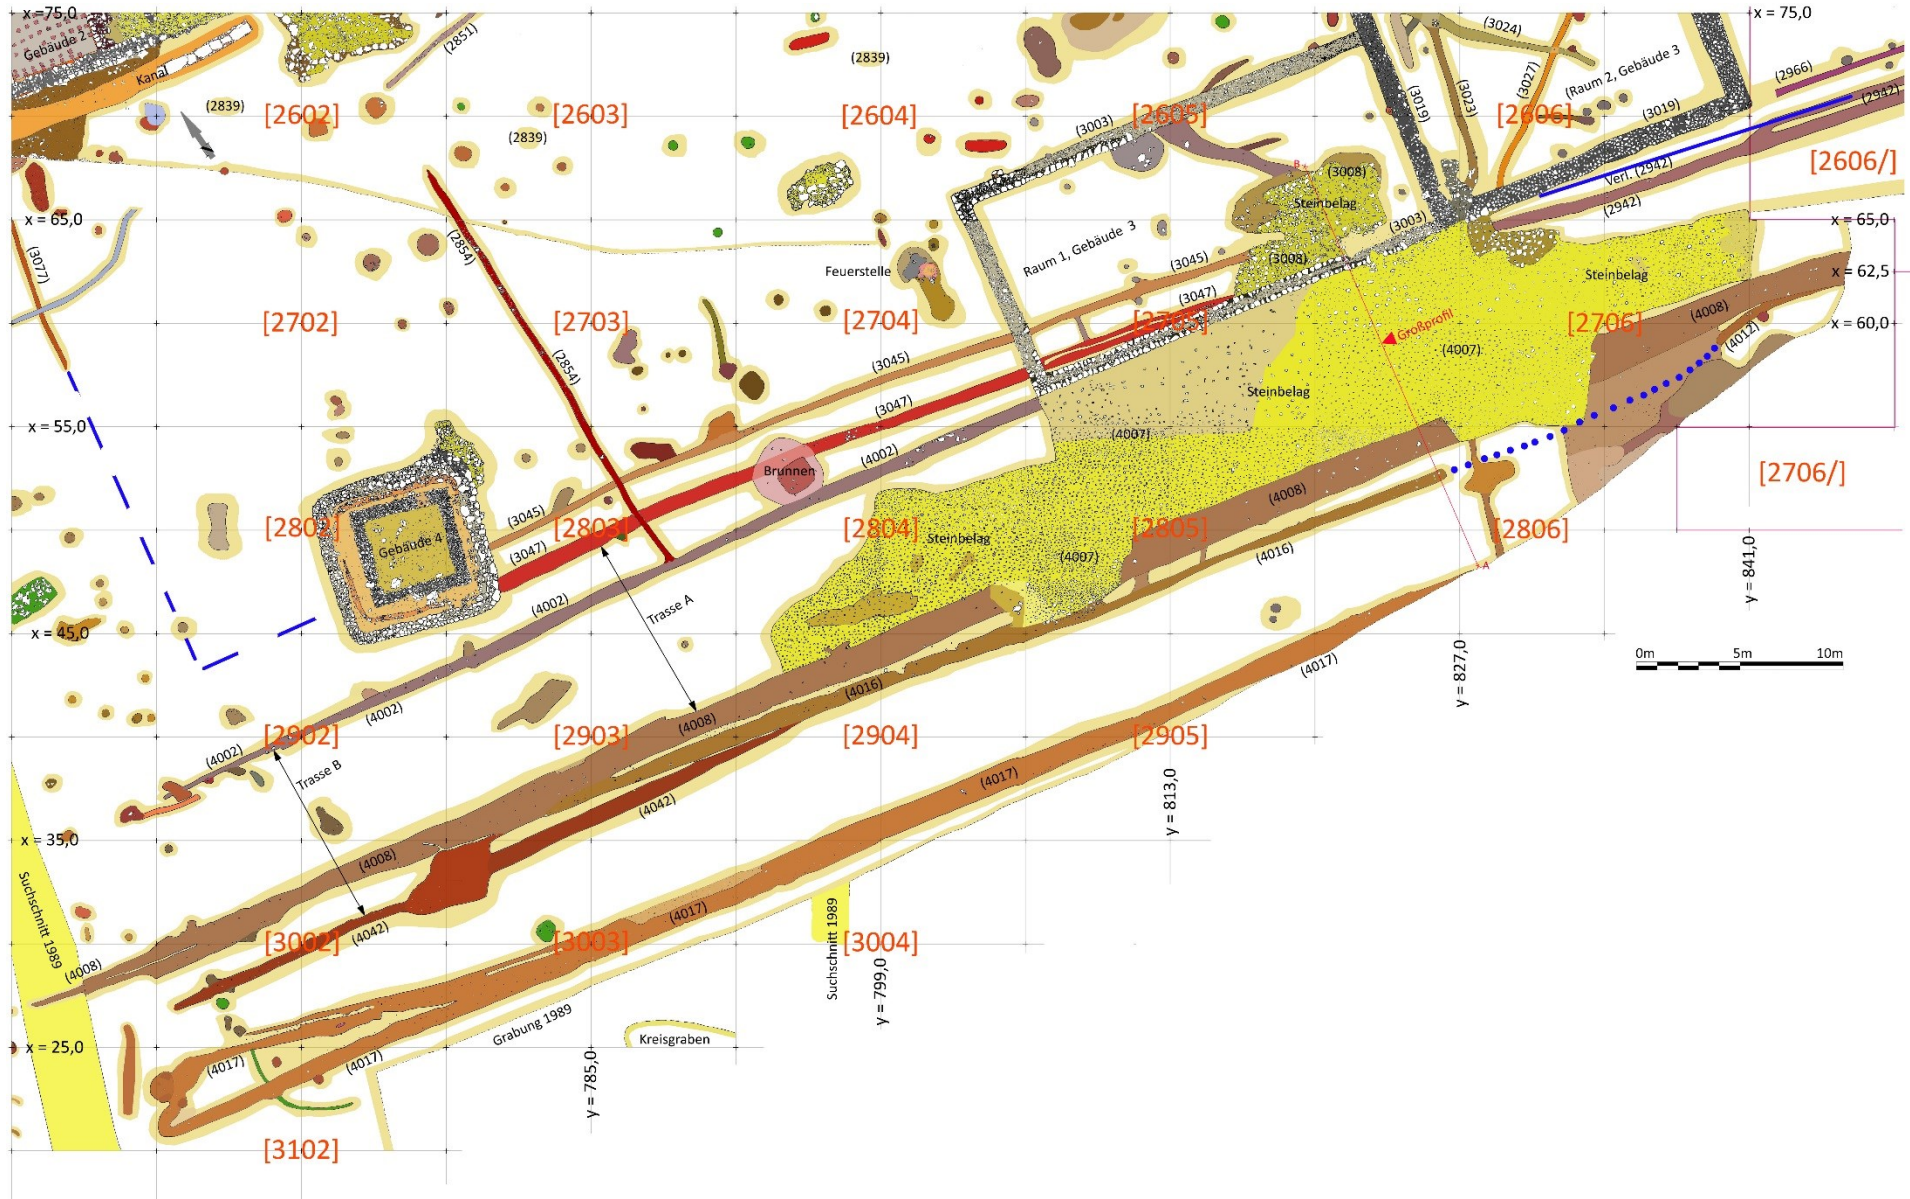 x =75,0
(2851)
(2839)
(3024)
(Raum 2, Gebäude 3
x = 75,0
Gebäude 2
Kanal
(2966)
(2839)
[2602]
[2603]
(2839)
[2604]
(3003)
[2605]
(3019)
(3023)
(3027)
[2606]
(3019)
(2942)
B
(3008)
Verl. (2942)
[2606/]
x = 65,0
Steinbelag
(3003)
(2942)
x = 65,0
(3077)
(2854)
Feuerstelle
Raum 1, Gebäude 3
(3045)
(3008)
Steinbelag
x = 62,5
(3047)
[2702]
[2703]
[2704]
[2705]
Großprofil
[2706]
(4008)
(4012)
x = 60,0
(2854)
(3045)
(4007)
Steinbelag
x = 55,0
(3047)
(4007)
(4002)
Brunnen
[2706/]
(4008)
(3045)
[2802]
Gebäude 4
[2803]
[2804]
Steinbelag
[2805]
[2806]
(3047)
(4007)
(4016)
A
y = 841,0
(4002)
Trasse A
x = 45,0
0m
5m
10m
(4017)
y = 827,0
(4016)
(4002)
(4008)
[2902]
[2903]
[2904]
[2905]
(4002)
Trasse B
(4017)
y = 813,0
(4042)
x = 35,0
(4008)
Suchschnitt 1989
(4017)
Suchschnitt 1989
[3002]
(4042)
[3003]
[3004]
(4008)
y = 799,0
Grabung 1989
Kreisgraben
x = 25,0
(4017)
(4017)
y = 785,0
[3102]